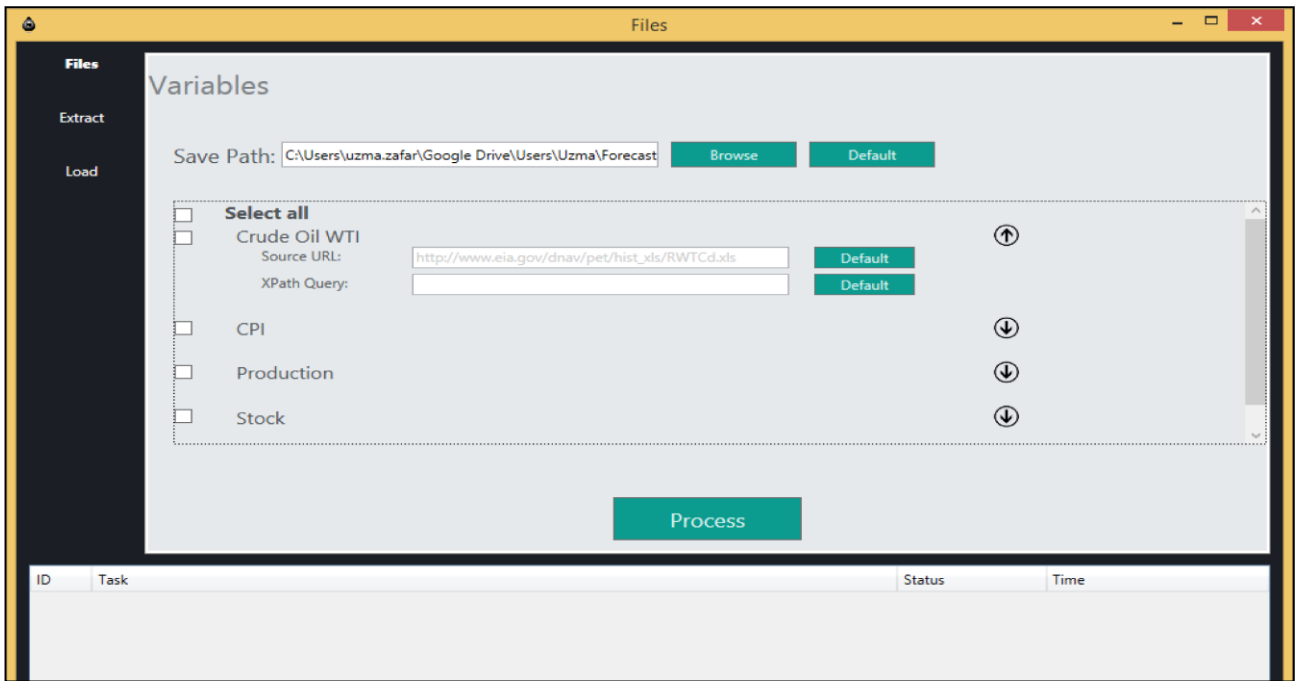 Files
Files
Extract
Load
Variables
Save Path: C:\Users\uzma.zafar\Google Drive\Users\Uzma\Forecast Browse Default
Select all
Crude Oil WTI
Source URL: http://www.eia.gov/dnav/pet/hist_xls/RWTCd.xls Default
XPath Query: Default
CPI
Production
Stock
Process
ID Task Status Time